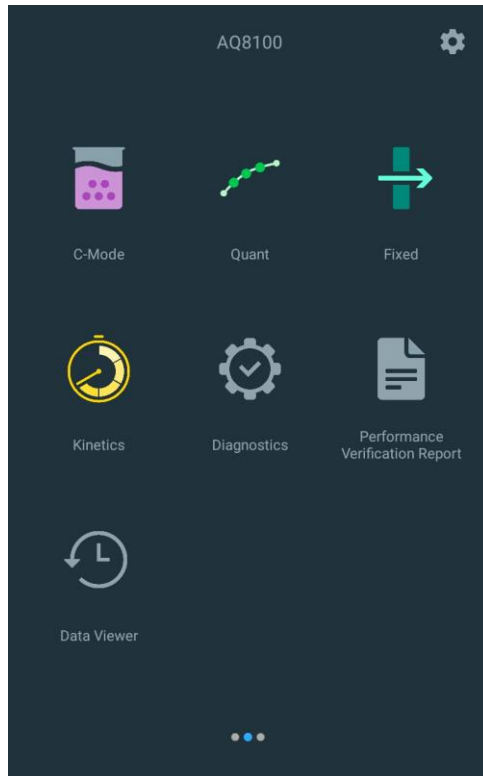 AQ8100
C-Mode
Quant
Fixed
Kinetics
Diagnostics
Performance
Verification Report
Data Viewer